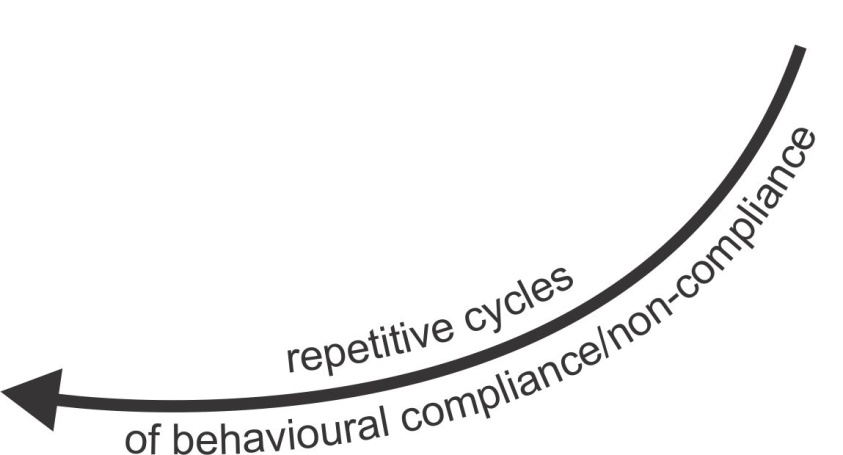 repetitive cycles
of behavioural compliance/non-compliance